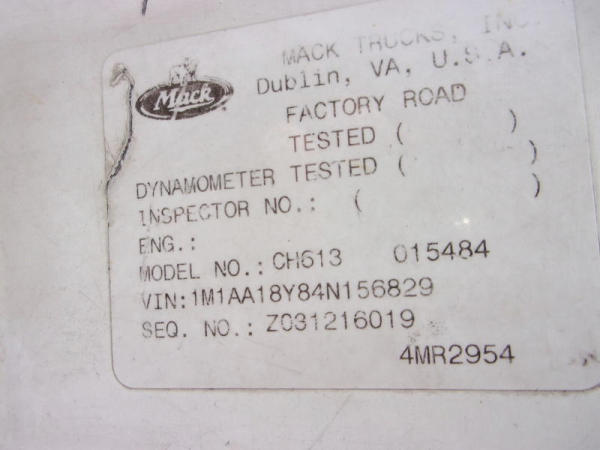 MACK TRUCKS, INC.
Dublin, VA, U.S.A.
Mack
FACTORY ROAD
TESTED ( )
DYNAMOMETER TESTED ( )
INSPECTOR NO.: ( )
ENG.:
MODEL NO.: CH613 015484
VIN:1M1AA18Y84N156829
SEQ. NO.: Z031216019
4MR2954